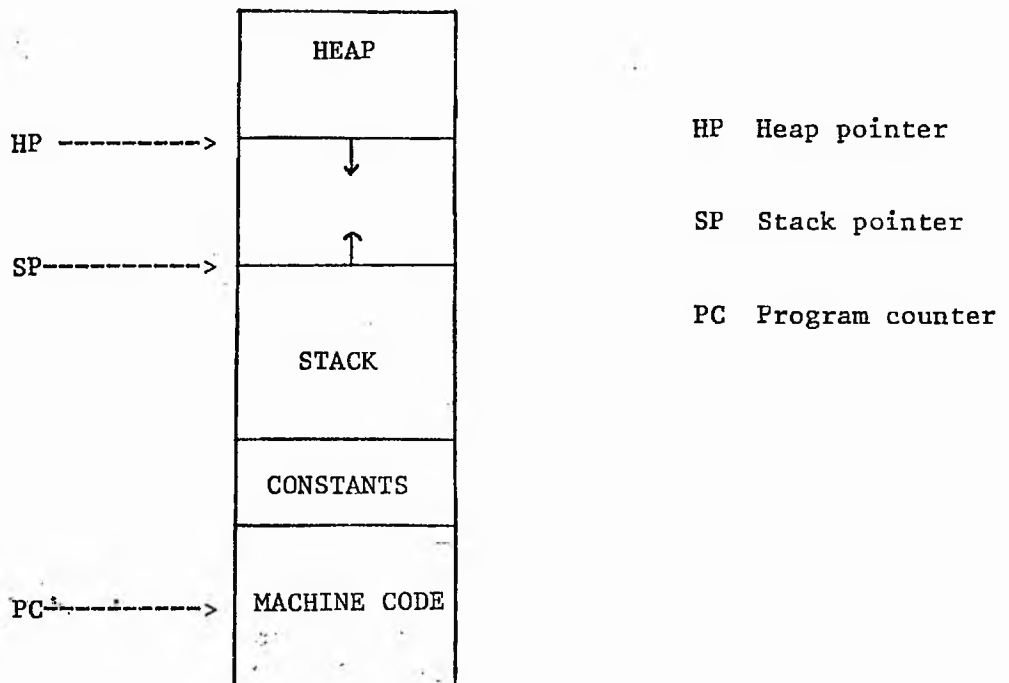 HEAP
HP ---------->
HP Heap pointer
SP Stack pointer
SP---------->
PC Program counter
STACK
CONSTANTS
PC---------->
MACHINE CODE